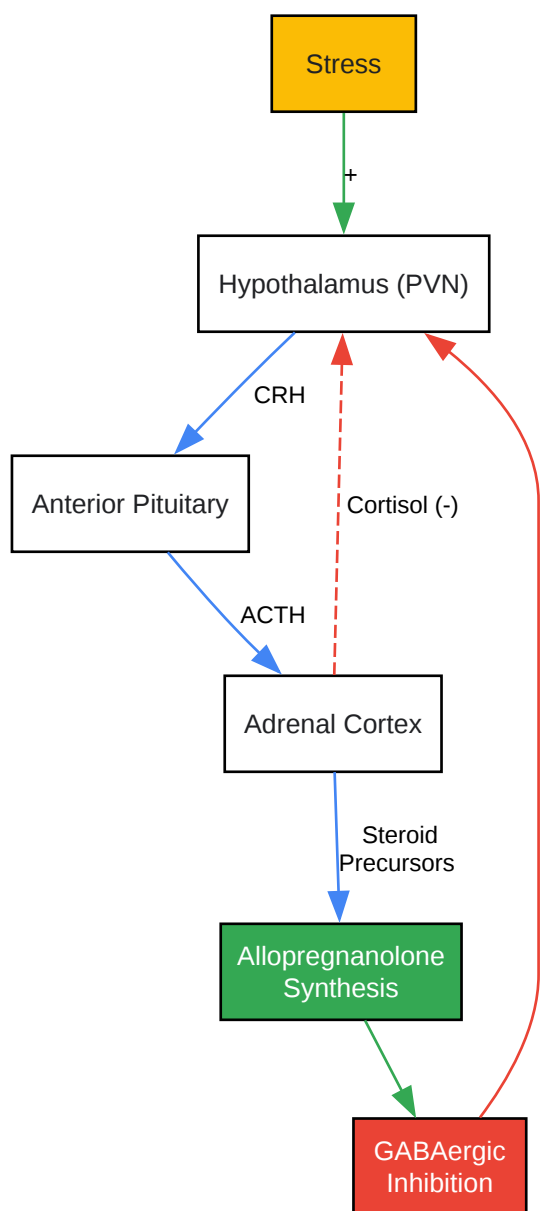 Stress
+
Hypothalamus (PVN)
CRH
Anterior Pituitary
Cortisol (-)
ACTH
Adrenal Cortex
Steroid
Precursors
Allopregnanolone
Synthesis
GABAergic
Inhibition